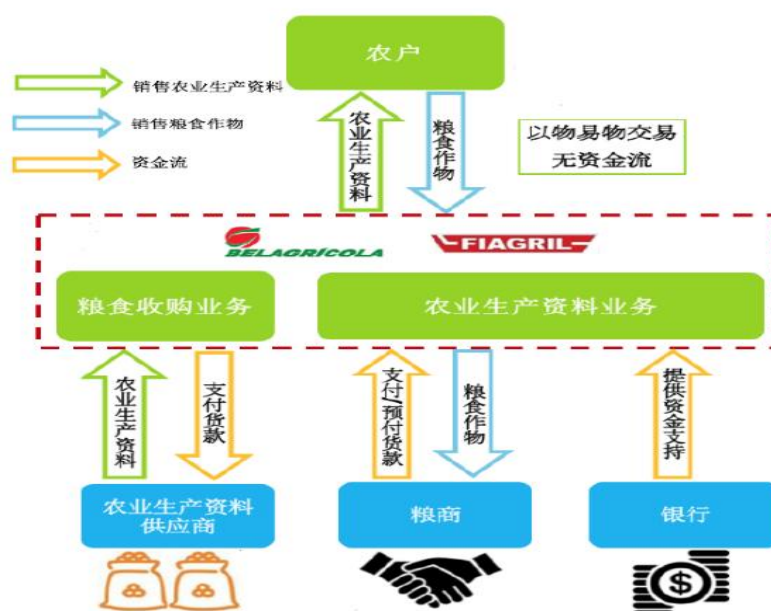 农户
销售农业生产资料
销售粮食作物
资金流
农业生产资料
粮食作物
以物易物交易
无资金流
BELAGRÍCOLA
FIAGRIL
粮食收购业务
农业生产资料业务
农业生产资料
支付货款
支付/预付货款
粮食作物
提供资金支持
农业生产资料
供应商
粮商
银行
$